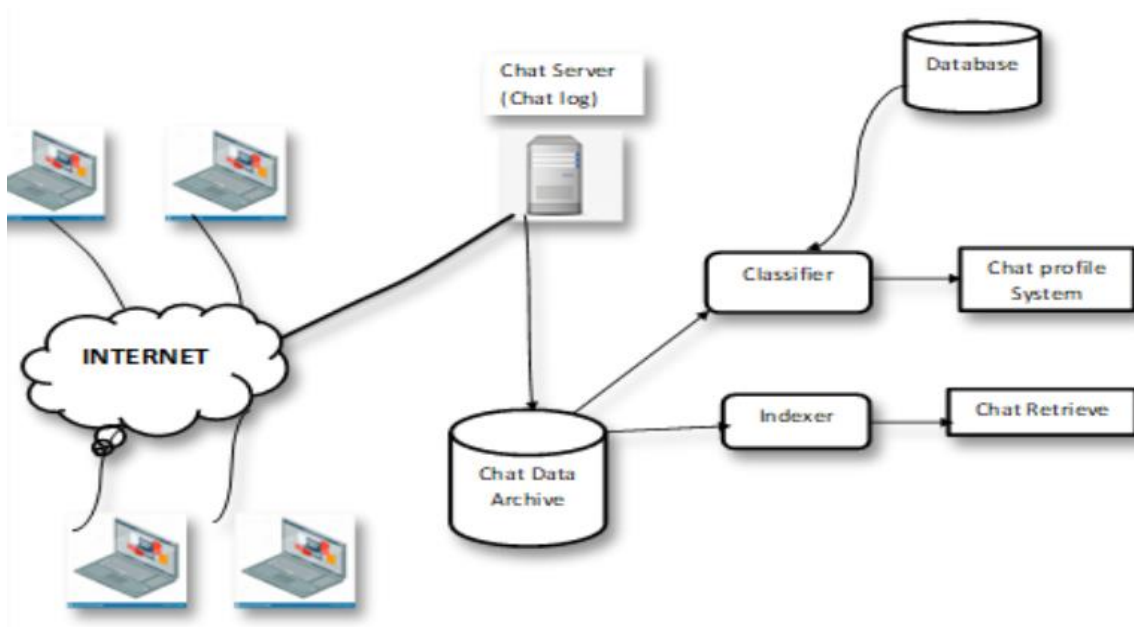 Chat Server
(Chat log)
Database
Classifier
Chat profile
System
INTERNET
Indexer
Chat Retrieve
Chat Data
Archive